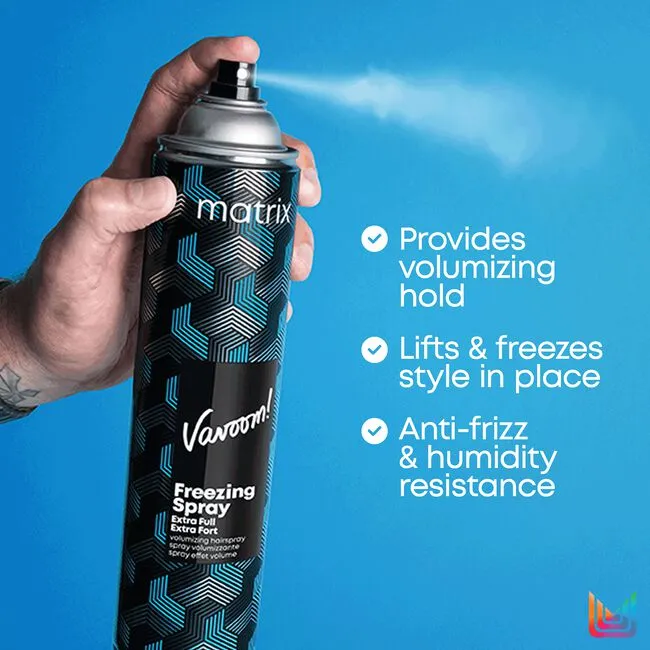 matrix
Vavoom!
Freezing
Spray
Extra Full
Extra Fort
volumizing hairspray
spray volumizzante
spray effet volume
Provides
volumizing
hold
Lifts & freezes
style in place
Anti-frizz
& humidity
resistance